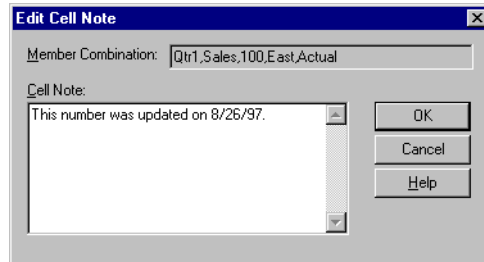 Edit Cell Note
Member Combination: Qtr1,Sales,100,East,Actual
Cell Note:
This number was updated on 8/26/97.
OK
Cancel
Help